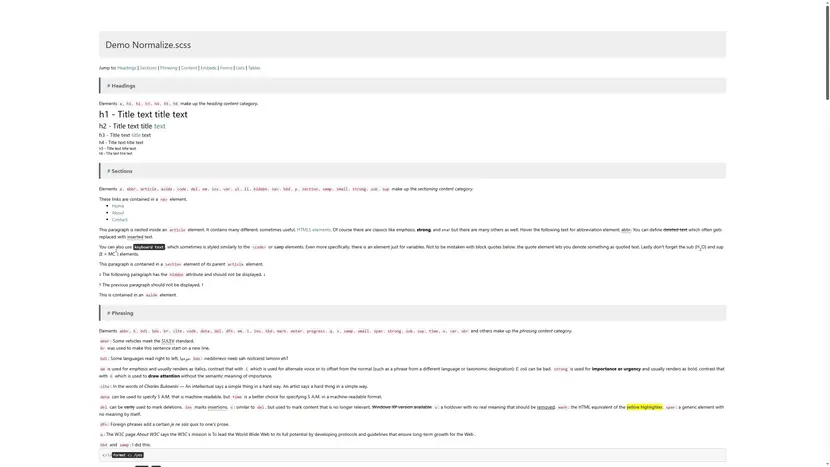 Demo Normalize.scss
Jump to: Headings | Sections | Phrasing | Content | Embeds | Forms | Lists | Tables
# Headings
Elements a, h1, h2, h3, h4, h5, h6 make up the heading content category.
h1 - Title text title text
h2 - Title text title text
h3 - Title text title text
h4 - Title text title text
h5 - Title text title text
h6 - Title text title text
# Sections
Elements a, abbr, article, aside, code, del, em, ins, var, ul, li, hidden, nav, kbd, p, section, samp, small, strong, sub, sup make up the sectioning content category.
These links are contained in a nav element.
Home
About
Contact
This paragraph is nested inside an article element. It contains many different, sometimes useful, HTML5 elements. Of course there are classics like emphasis, strong, and small but there are many others as well. Hover the following text for abbreviation element: abbr. You can define deleted text which often gets
replaced with inserted text.
You can also use keyboard text, which sometimes is styled similarly to the <code> or samp elements. Even more specifically, there is an element just for variables. Not to be mistaken with block quotes below, the quote element lets you denote something as quoted text. Lastly don't forget the sub (H2O) and sup
(E = MC2) elements.
This paragraph is contained in a section element of its parent article element.
↓ The following paragraph has the hidden attribute and should not be displayed. ↓
↑ The previous paragraph should not be displayed. ↑
This is contained in an aside element.
# Phrasing
Elements abbr, b, bdi, bdo, br, cite, code, data, del, dfn, em, i, ins, kbd, mark, meter, progress, q, s, samp, small, span, strong, sub, sup, time, u, var, wbr and others make up the phrasing content category.
abbr: Some vehicles meet the SULEV standard.
br was used to make this sentence start on a new line.
bdi: Some languages read right to left, مرحبا. bdo: The normal direction has been overridden.
em is used for emphasis and usually renders as italics, contrast that with i which is used for alternate voice or to offset from the normal (such as a phrase from a different language or taxonomic designation): E. coli can be bad. strong is used for importance or urgency and usually renders as bold, contrast that
with b which is used to draw attention without the semantic meaning of importance.
cite: In the words of Charles Bukowski — An intellectual says a simple thing in a hard way. An artist says a hard thing in a simple way.
data can be used to specify 5 A.M. that is machine-readable, but time is a better choice for specifying 5 A.M. in a machine-readable format.
del can be varily used to mark deletions. ins marks insertions. s: similar to del, but used to mark content that is no longer relevant. Windows XP version available. u: a holdover with no real meaning that should be removed. mark: the HTML equivalent of the yellow highlighter. span: a generic element with
no meaning by itself.
dfn: Foreign phrases add a certain je ne sais quoi to one's prose.
q: The W3C page About W3C says the W3C's mission is To lead the World Wide Web to its full potential by developing protocols and guidelines that ensure long-term growth for the Web.
kbd and samp: I did this:
c:\>format c: /yes